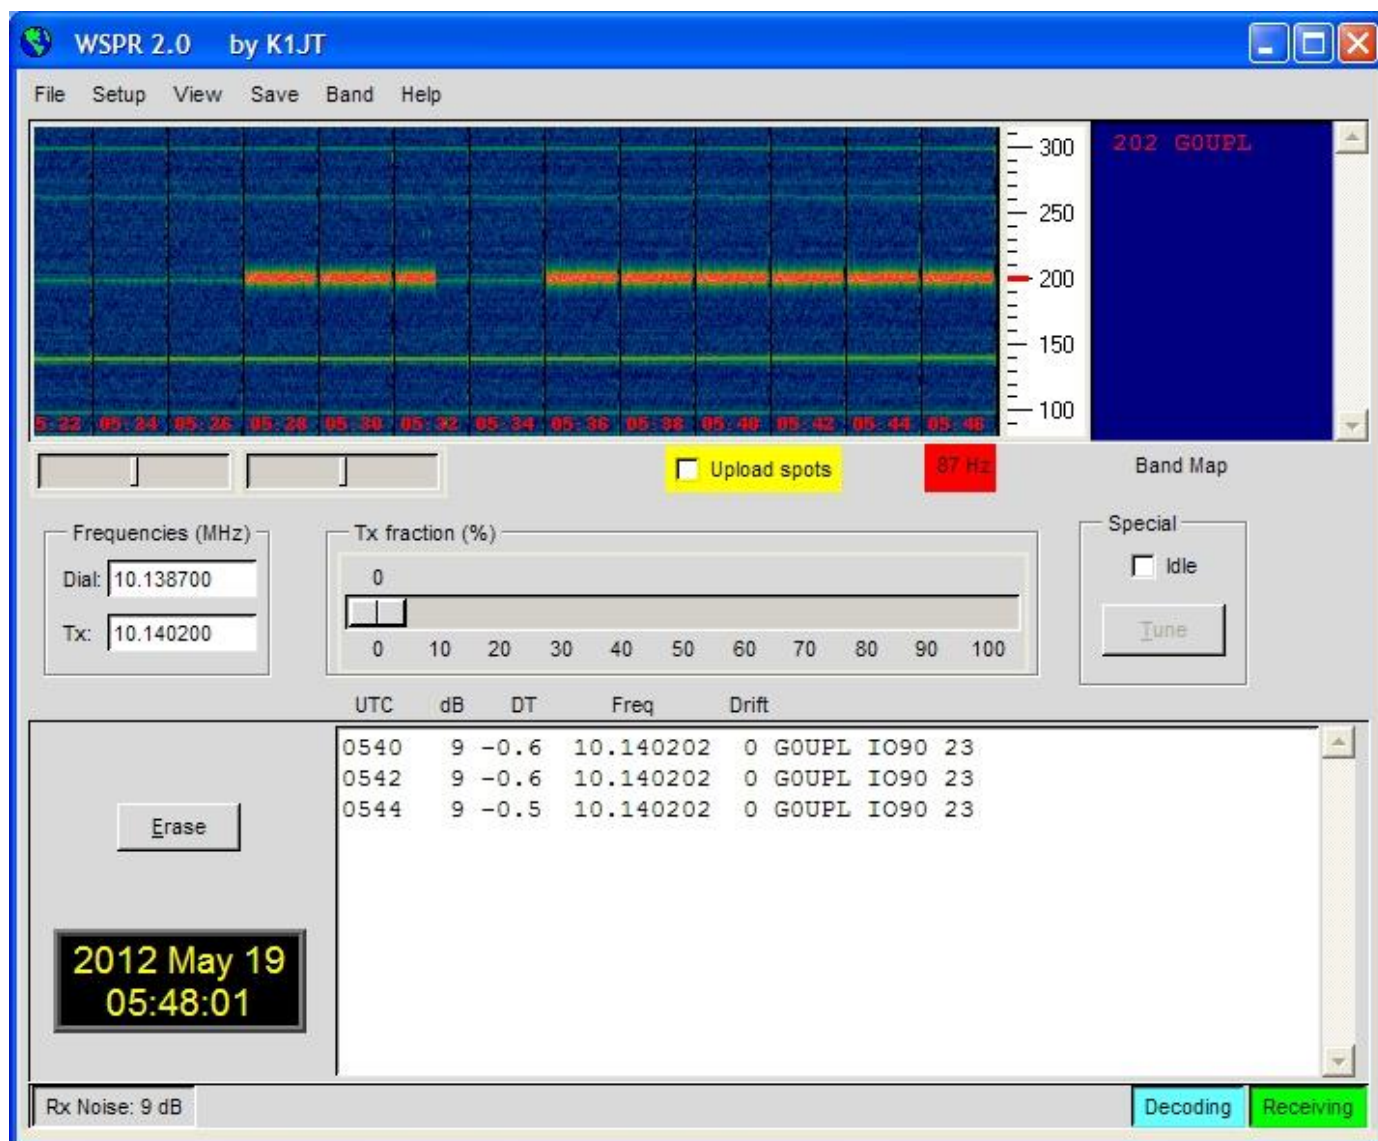 WSPR 2.0 by K1JT
File Setup View Save Band Help
300
250
200
150
100
202 G0UPL
5:22 05:24 05:26 05:28 05:30 05:32 05:34 05:36 05:38 05:40 05:42 05:44 05:46
Upload spots
87 Hz
Band Map
Frequencies (MHz)
Dial: 10.138700
Tx: 10.140200
Tx fraction (%)
0
0 10 20 30 40 50 60 70 80 90 100
Special
Idle
Tune
UTC dB DT Freq Drift
0540 9 -0.6 10.140202 0 G0UPL IO90 23
0542 9 -0.6 10.140202 0 G0UPL IO90 23
0544 9 -0.5 10.140202 0 G0UPL IO90 23
Erase
2012 May 19
05:48:01
Rx Noise: 9 dB
Decoding
Receiving